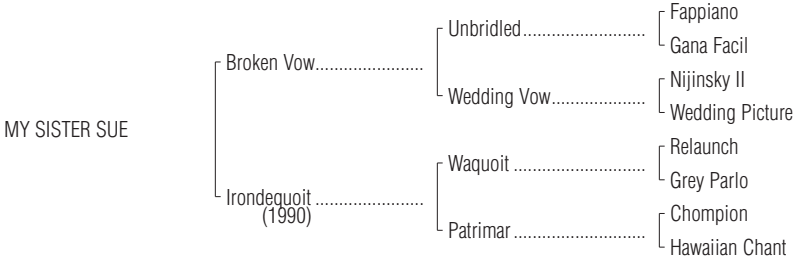 Fappiano
Unbridled..............................
Gana Facil
Broken Vow.........................
Nijinsky II
Wedding Vow.......................
Wedding Picture
MY SISTER SUE
Relaunch
Waquoit ................................
Grey Parlo
Irondequoit .........................
(1990)
Chompion
Patrimar ................................
Hawaiian Chant